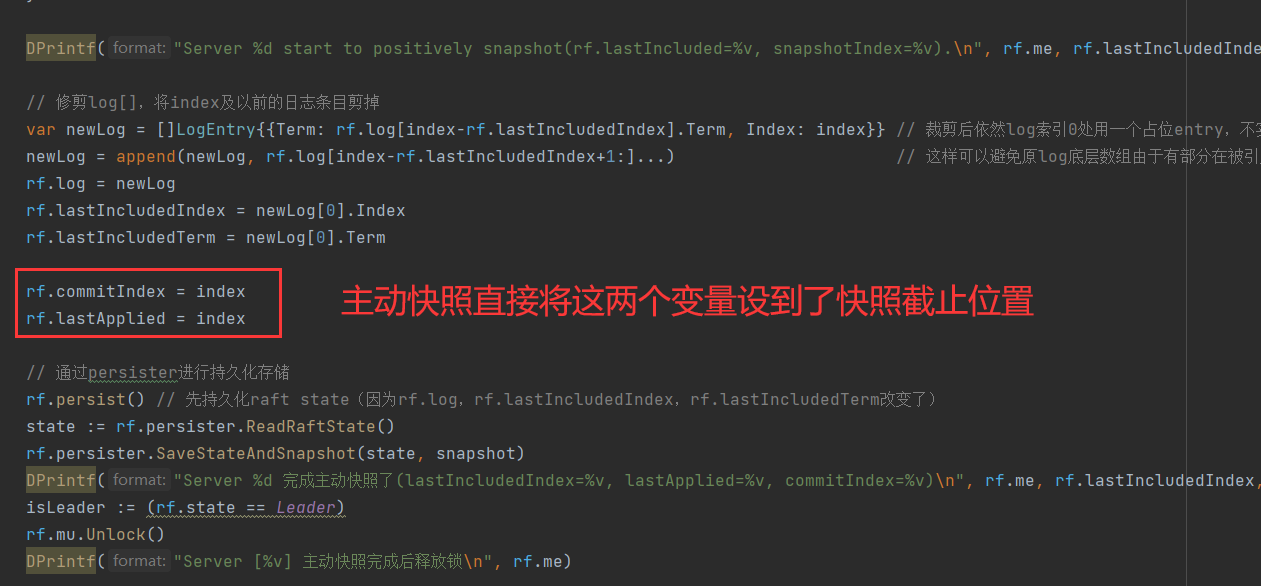 DPrintf( format: "Server %d start to positively snapshot(rf.lastIncluded=%v, snapshotIndex=%v).\n", rf.me, rf.lastIncludedInde
// 修剪log[]，将index及以前的日志条目剪掉
var newLog = []LogEntry{{Term: rf.log[index-rf.lastIncludedIndex].Term, Index: index}} // 裁剪后依然log索引0处用一个占位entry，不实
newLog = append(newLog, rf.log[index-rf.lastIncludedIndex+1:]...) // 这样可以避免原log底层数组由于有部分在被引
rf.log = newLog
rf.lastIncludedIndex = newLog[0].Index
rf.lastIncludedTerm = newLog[0].Term
rf.commitIndex = index
rf.lastApplied = index
主动快照直接将这两个变量设到了快照截止位置
// 通过persister进行持久化存储
rf.persist() // 先持久化raft state（因为rf.log，rf.lastIncludedIndex，rf.lastIncludedTerm改变了）
state := rf.persister.ReadRaftState()
rf.persister.SaveStateAndSnapshot(state, snapshot)
DPrintf( format: "Server %d 完成主动快照了(lastIncludedIndex=%v, lastApplied=%v, commitIndex=%v)\n", rf.me, rf.lastIncludedIndex,
isLeader := (rf.state == Leader)
rf.mu.Unlock()
DPrintf( format: "Server [%v] 主动快照完成后释放锁\n", rf.me)